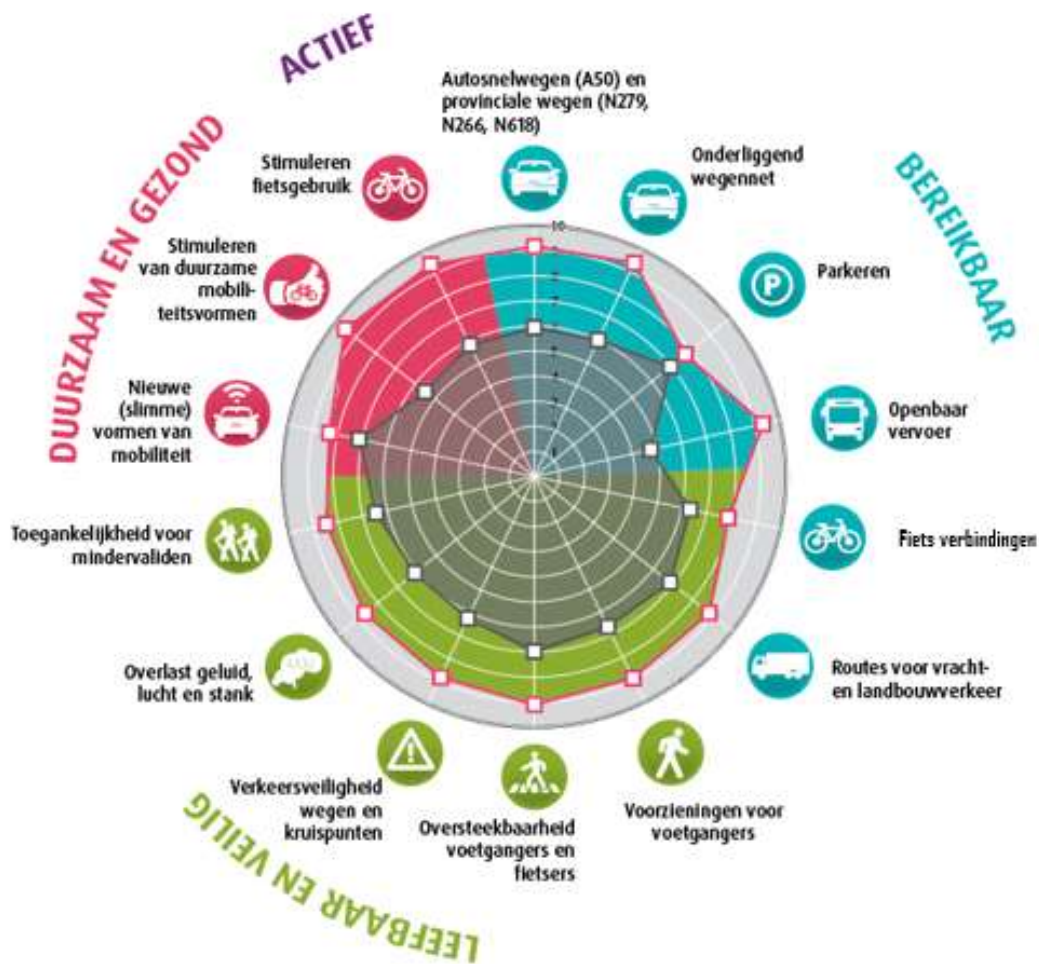 ACTIEF
DUURZAAM EN GEZOND
BEREIKBAAR
LEEFBAAR EN VEILIG
Autosnelwegen (A50) en
provinciale wegen (N279,
N266, N618)
Onderliggend
wegennet
Parkeren
P
Openbaar
vervoer
Fiets verbindingen
Routes voor vracht-
en landbouwverkeer
Voorzieningen voor
voetgangers
Oversteekbaarheid
voetgangers en
fietsers
Verkeersveiligheid
wegen en
kruispunten
Overlast geluid,
lucht en stank
Toegankelijkheid voor
mindervaliden
Nieuwe
(slimme)
vormen van
mobiliteit
Stimuleren
van duurzame
mobili-
teitsvormen
Stimuleren
fietsgebruik
10